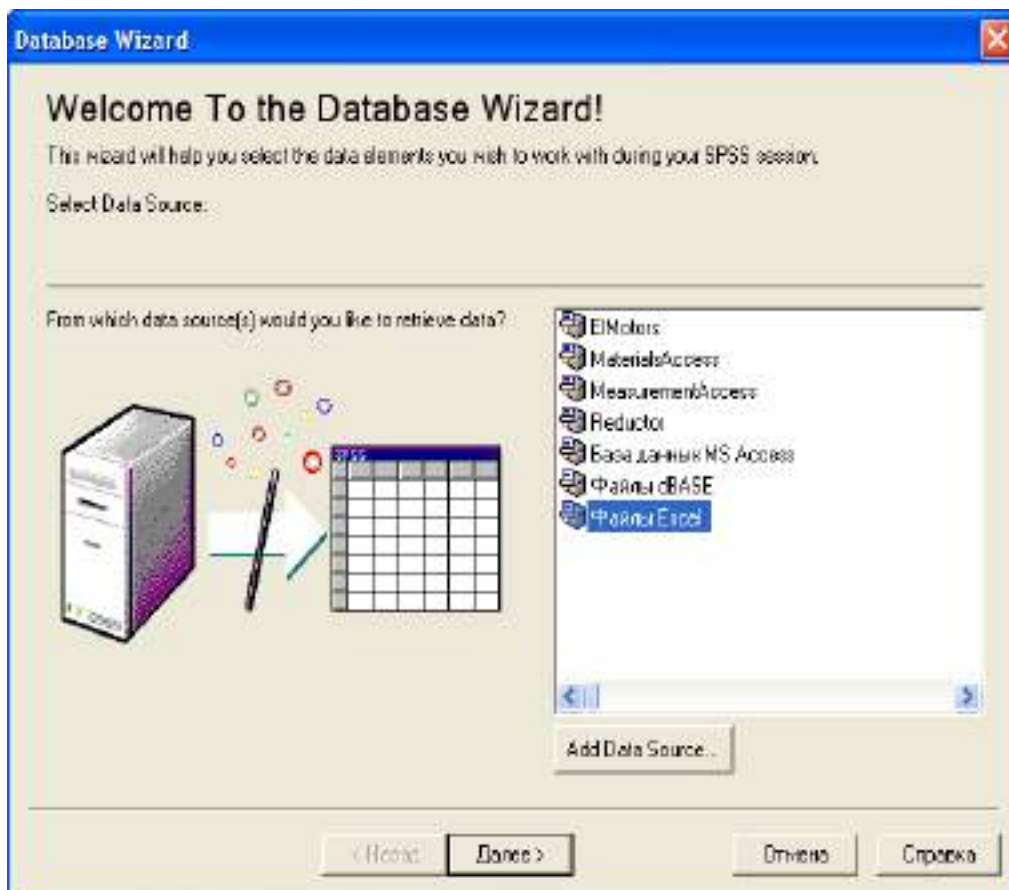 Database Wizard
Welcome To the Database Wizard!
This wizard will help you select the data elements you wish to work with during your SPSS session.
Select Data Source:
From which data source(s) would you like to retrieve data?
ElMotors
MaterialsAccess
MeasurementAccess
Reductor
База данных MS Access
Файлы dBASE
Файлы Excel
SPSS
Add Data Source...
< Назад
Далее >
Отмена
Справка